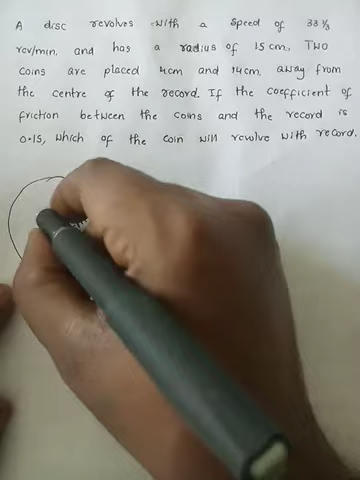 A disc revolves with a speed of 33 1/3
rev/min. and has a radius of 15 cm. Two
coins are placed 4cm and 14cm. away from
the centre of the record. If the coefficient of
friction between the coins and the record is
0.15, which of the coin will revolve with record.